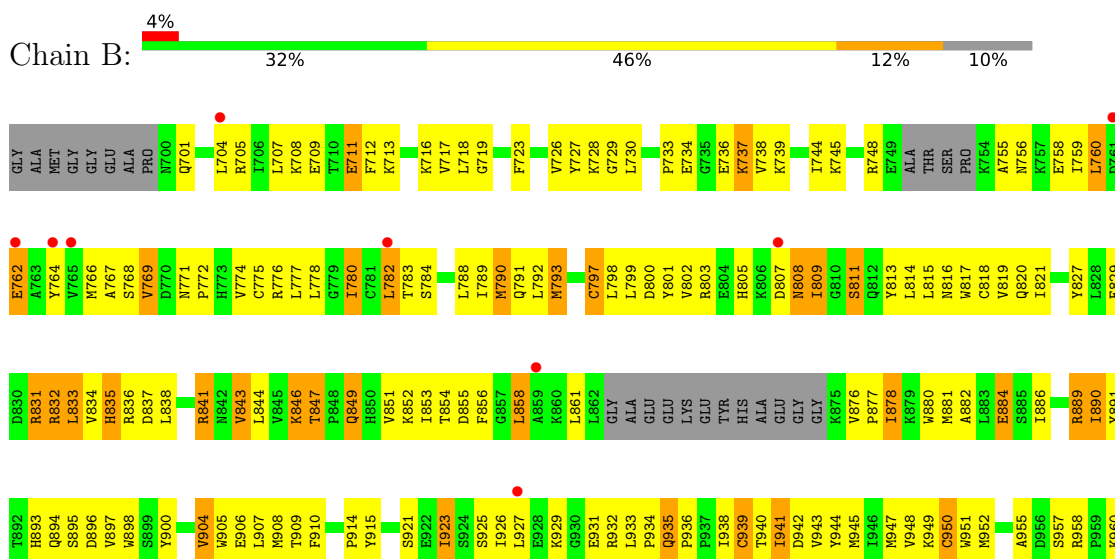 4%
Chain B:
32% 46% 12% 10%
GLY ALA MET GLY GLY GLU ALA PRO N700 Q701 L704 R705 I706 L707 K708 E709 T710 E711 F712 K713 K716 V717 L718 G719 F723 V726 Y727 K728 G729 L730 P733 E734 G735 E736 K737 V738 K739 I744 K745 R748 E749 ALA THR SER PRO K754 A755 N756 K757 E758 I759 L760 D761
E762 A763 Y764 V765 M766 A767 S768 V769 D770 N771 P772 H773 V774 C775 R776 L777 L778 G779 I780 C781 L782 T783 S784 L788 I789 M790 Q791 L792 M793 C797 L798 L799 D800 Y801 V802 R803 E804 H805 K806 D807 N808 I809 G810 S811 Q812 Y813 L814 L815 N816 W817 C818 V819 Q820 I821 Y827 L828
D830 R831 R832 L833 V834 H835 R836 D837 L838 R841 N842 V843 L844 V845 K846 T847 P848 Q849 H850 V851 K852 I853 T854 D855 F856 G857 L858 A859 K860 L861 L862 GLY ALA GLU GLU LYS GLU TYR HIS ALA GLU GLY GLY K875 V876 P877 I878 K879 W880 M881 A882 L883 E884 S885 I886 R889 I890 Y891
T892 H893 Q894 S895 D896 V897 W898 S899 Y900 V904 W905 E906 L907 M908 T909 F910 P914 Y915 S921 E922 I923 S924 S925 I926 L927 E928 K929 G930 E931 R932 L933 P934 Q935 P936 P937 I938 C939 T940 I941 D942 V943 Y944 M945 I946 M947 V948 K949 C950 W951 M952 A955 D956 S957 R958 P959